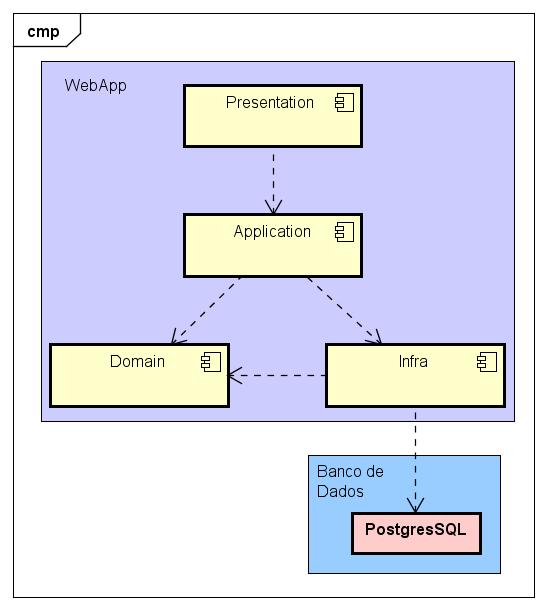 cmp
WebApp
Presentation
Application
Domain
Infra
Banco de
Dados
PostgresSQL